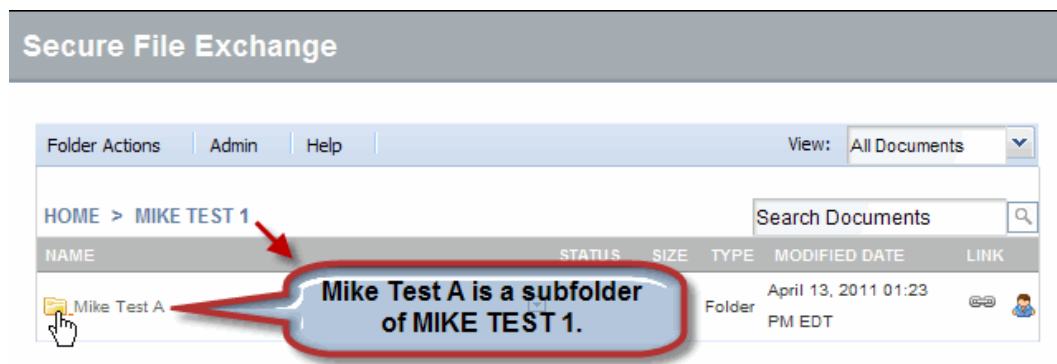 Secure File Exchange
Folder Actions Admin Help View: All Documents
HOME > MIKE TEST 1
Search Documents
NAME STATUS SIZE TYPE MODIFIED DATE LINK
Mike Test A
Mike Test A is a subfolder
of MIKE TEST 1.
Folder
April 13, 2011 01:23
PM EDT